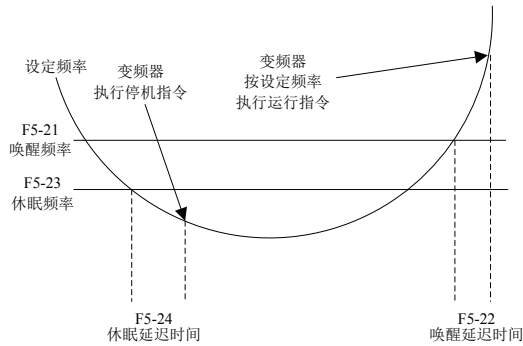 设定频率
变频器
执行停机指令
变频器
按设定频率
执行运行指令
F5-21
唤醒频率
F5-23
休眠频率
F5-24
休眠延迟时间
F5-22
唤醒延迟时间